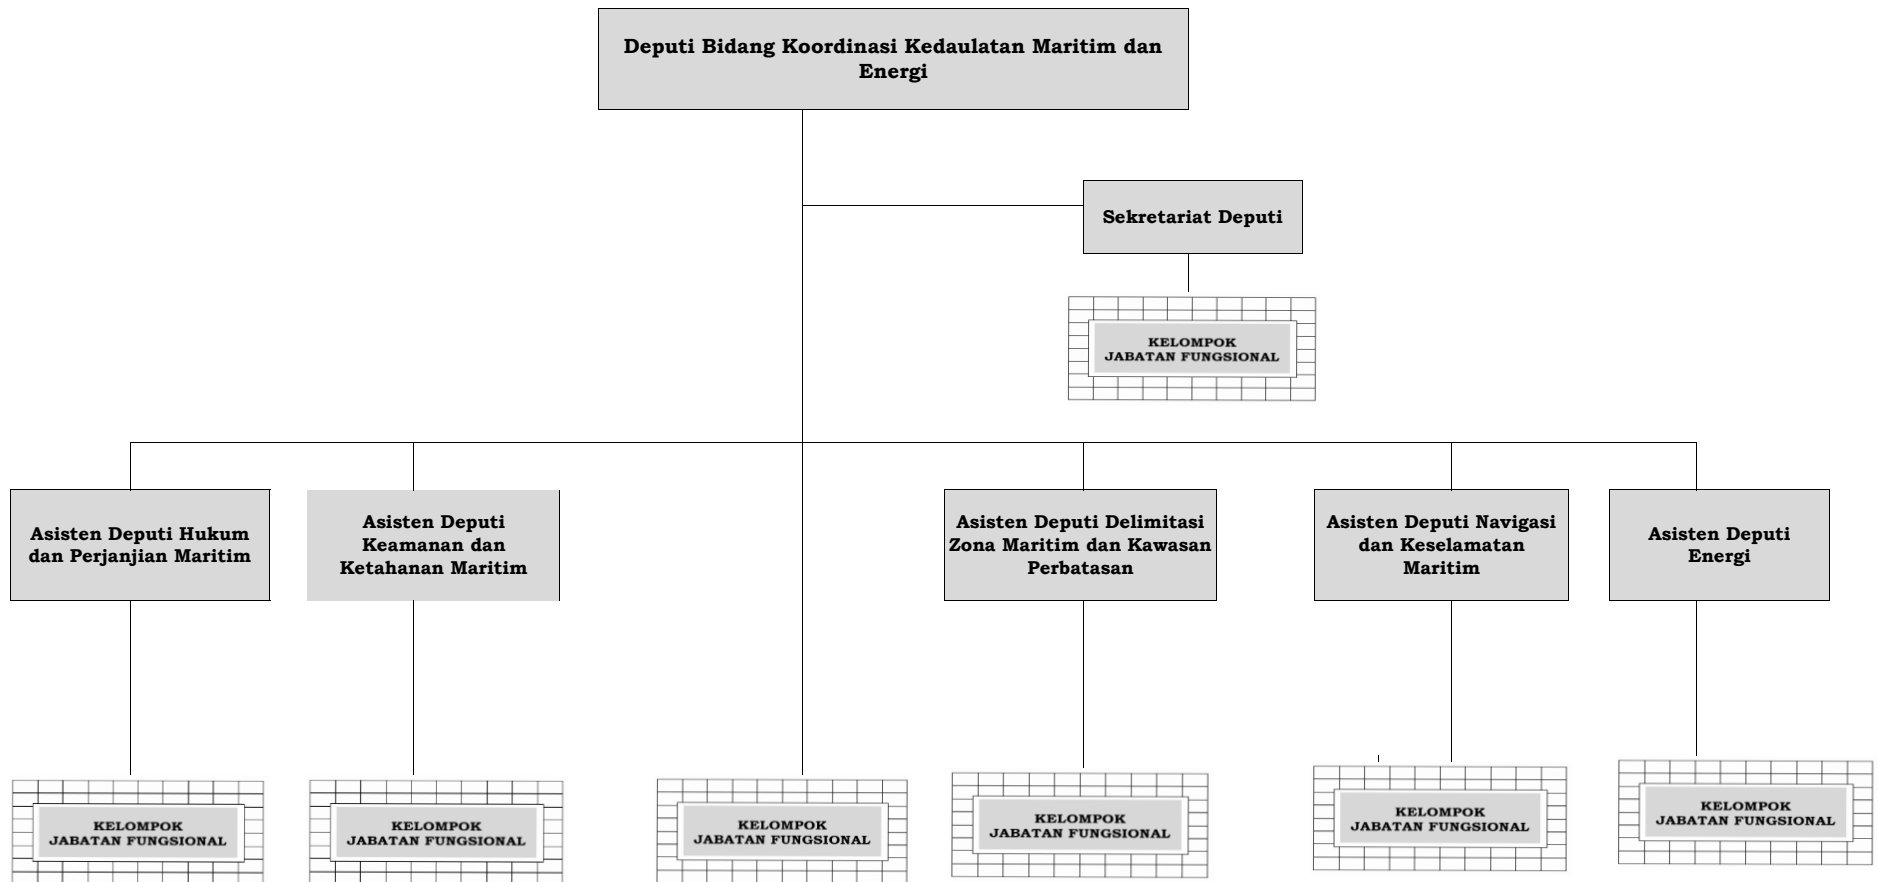 Deputi Bidang Koordinasi Kedaulatan Maritim dan
Energi
Sekretariat Deputi
KELOMPOK
JABATAN FUNGSIONAL
Asisten Deputi Hukum
dan Perjanjian Maritim
Asisten Deputi
Keamanan dan
Ketahanan Maritim
Asisten Deputi Delimitasi
Zona Maritim dan Kawasan
Perbatasan
Asisten Deputi Navigasi
dan Keselamatan
Maritim
Asisten Deputi
Energi
KELOMPOK
JABATAN FUNGSIONAL
KELOMPOK
JABATAN FUNGSIONAL
KELOMPOK
JABATAN FUNGSIONAL
KELOMPOK
JABATAN FUNGSIONAL
KELOMPOK
JABATAN FUNGSIONAL
KELOMPOK
JABATAN FUNGSIONAL